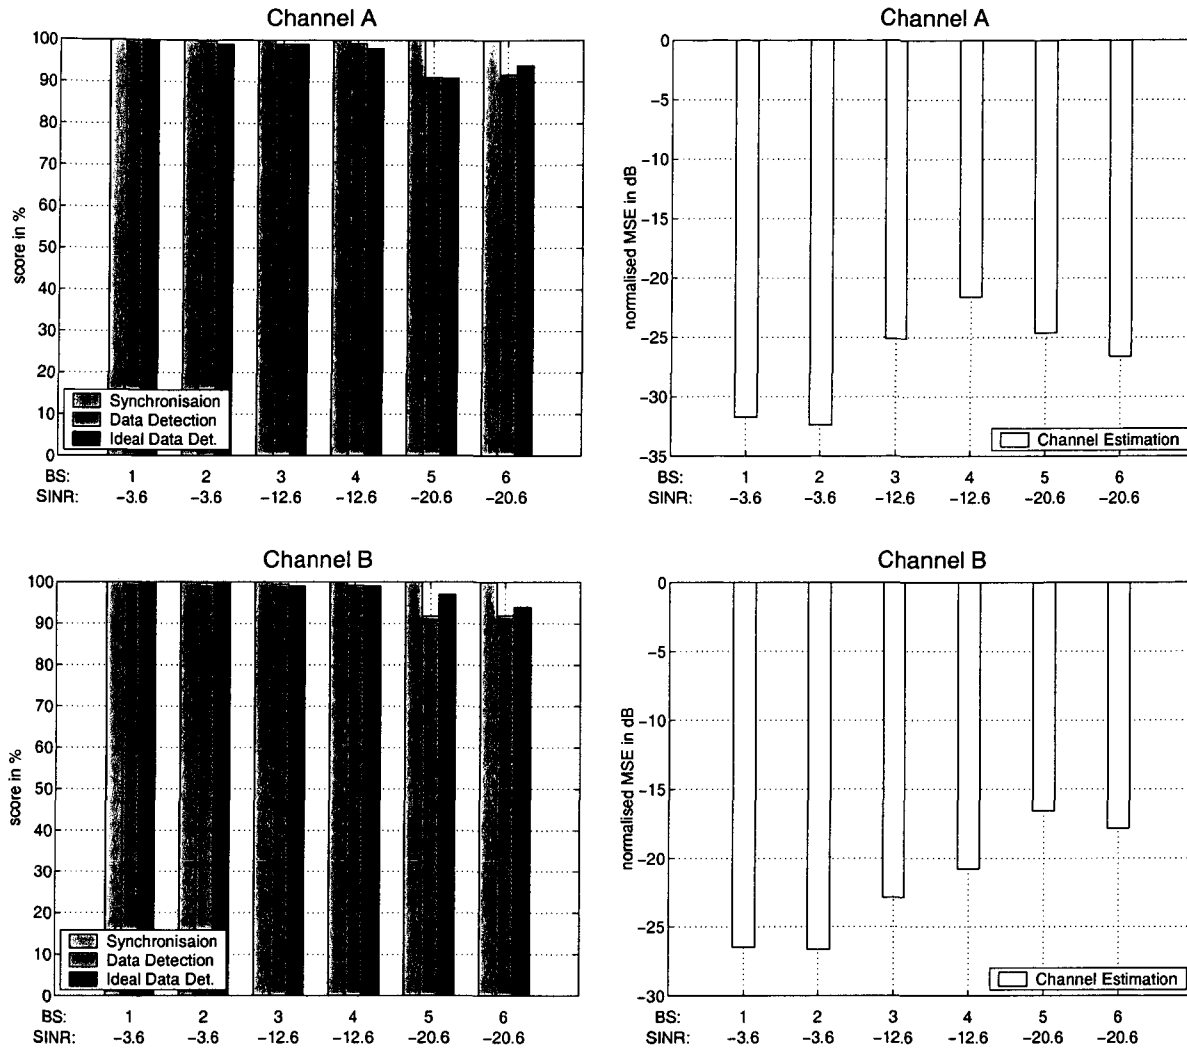 Channel A
100
90
80
70
60
50
40
30
20
10
0
score in %
Synchronisaion
Data Detection
Ideal Data Det.
BS: 1 2 3 4 5 6
SINR: −3.6 −3.6 −12.6 −12.6 −20.6 −20.6
Channel A
0
−5
−10
−15
−20
−25
−30
−35
normalised MSE in dB
Channel Estimation
BS: 1 2 3 4 5 6
SINR: −3.6 −3.6 −12.6 −12.6 −20.6 −20.6
Channel B
100
90
80
70
60
50
40
30
20
10
0
score in %
Synchronisaion
Data Detection
Ideal Data Det.
BS: 1 2 3 4 5 6
SINR: −3.6 −3.6 −12.6 −12.6 −20.6 −20.6
Channel B
0
−5
−10
−15
−20
−25
−30
normalised MSE in dB
Channel Estimation
BS: 1 2 3 4 5 6
SINR: −3.6 −3.6 −12.6 −12.6 −20.6 −20.6